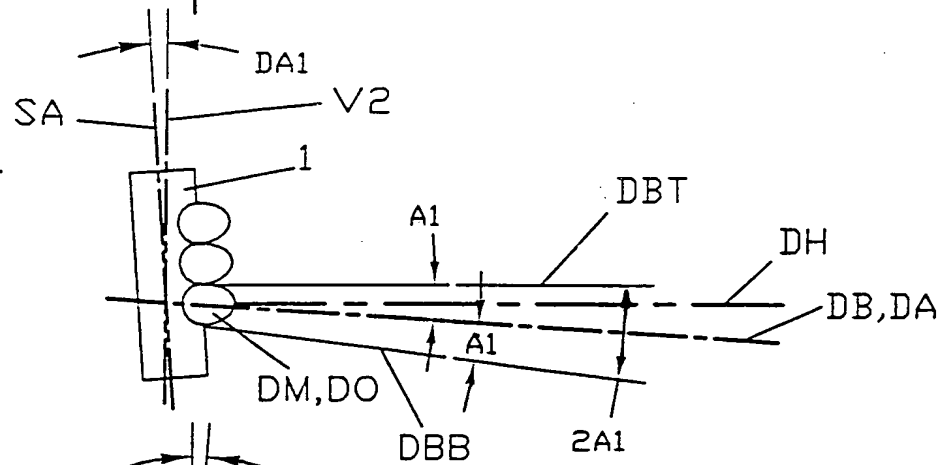 DA1
SA
V2
1
DBT
A1
DH
DB,DA
A1
DM,DO
DBB
2A1